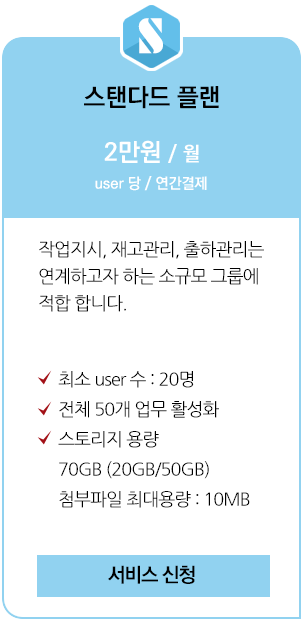 S
스탠다드 플랜
2만원 / 월
user 당 / 연간결제
작업지시, 재고관리, 출하관리는
연계하고자 하는 소규모 그룹에
적합 합니다.
최소 user 수 : 20명
전체 50개 업무 활성화
스토리지 용량
70GB (20GB/50GB)
첨부파일 최대용량 : 10MB
서비스 신청